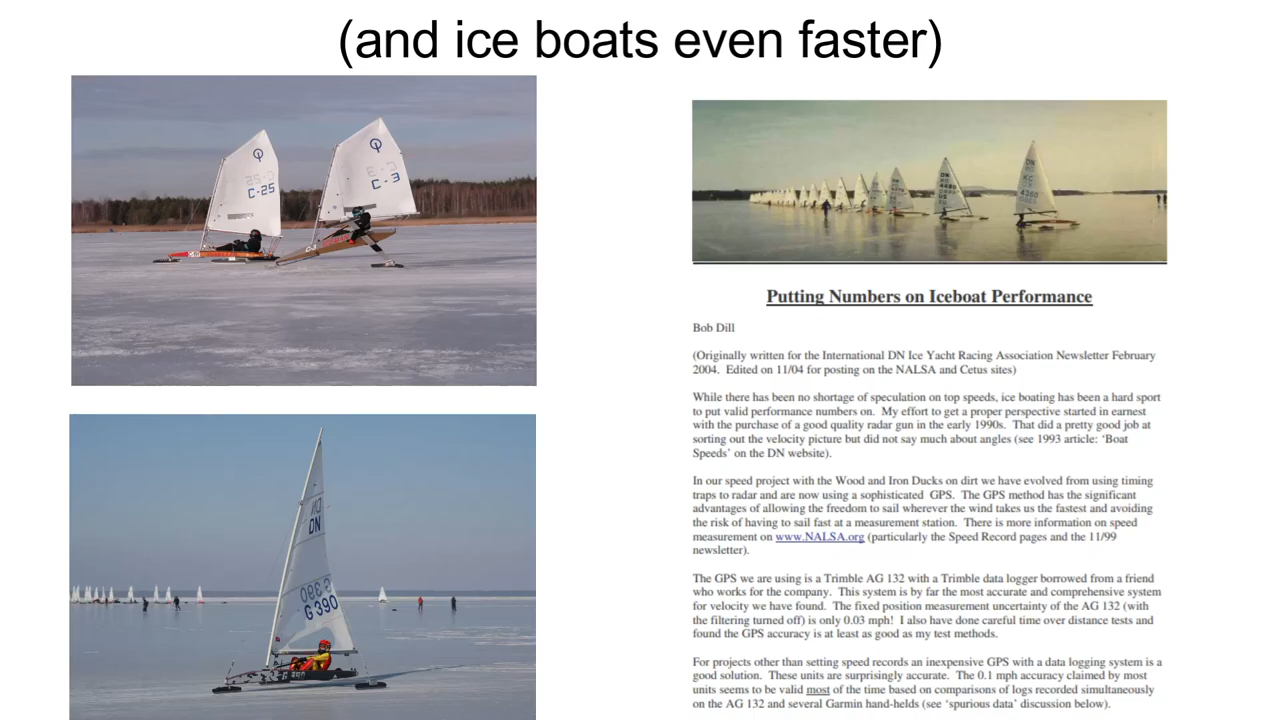 (and ice boats even faster)
C-25
C-3
DN
G 390
DN
4360
Putting Numbers on Iceboat Performance
Bob Dill
(Originally written for the International DN Ice Yacht Racing Association Newsletter February
2004. Edited on 11/04 for posting on the NALSA and Cetus sites)
While there has been no shortage of speculation on top speeds, ice boating has been a hard sport
to put valid performance numbers on. My effort to get a proper perspective started in earnest
with the purchase of a good quality radar gun in the early 1990s. That did a pretty good job at
sorting out the velocity picture but did not say much about angles (see 1993 article: ‘Boat
Speeds’ on the DN website).
In our speed project with the Wood and Iron Ducks on dirt we have evolved from using timing
traps to radar and are now using a sophisticated GPS. The GPS method has the significant
advantages of allowing the freedom to sail wherever the wind takes us the fastest and avoiding
the risk of having to sail fast at a measurement station. There is more information on speed
measurement on www.NALSA.org (particularly the Speed Record pages and the 11/99
newsletter).
The GPS we are using is a Trimble AG 132 with a Trimble data logger borrowed from a friend
who works for the company. This system is by far the most accurate and comprehensive system
for velocity we have found. The fixed position measurement uncertainty of the AG 132 (with
the filtering turned off) is only 0.03 mph! I also have done careful time over distance tests and
found the GPS accuracy is at least as good as my test methods.
For projects other than setting speed records an inexpensive GPS with a data logging system is a
good solution. These units are surprisingly accurate. The 0.1 mph accuracy claimed by most
units seems to be valid most of the time based on comparisons of logs recorded simultaneously
on the AG 132 and several Garmin hand-helds (see ‘spurious data’ discussion below).